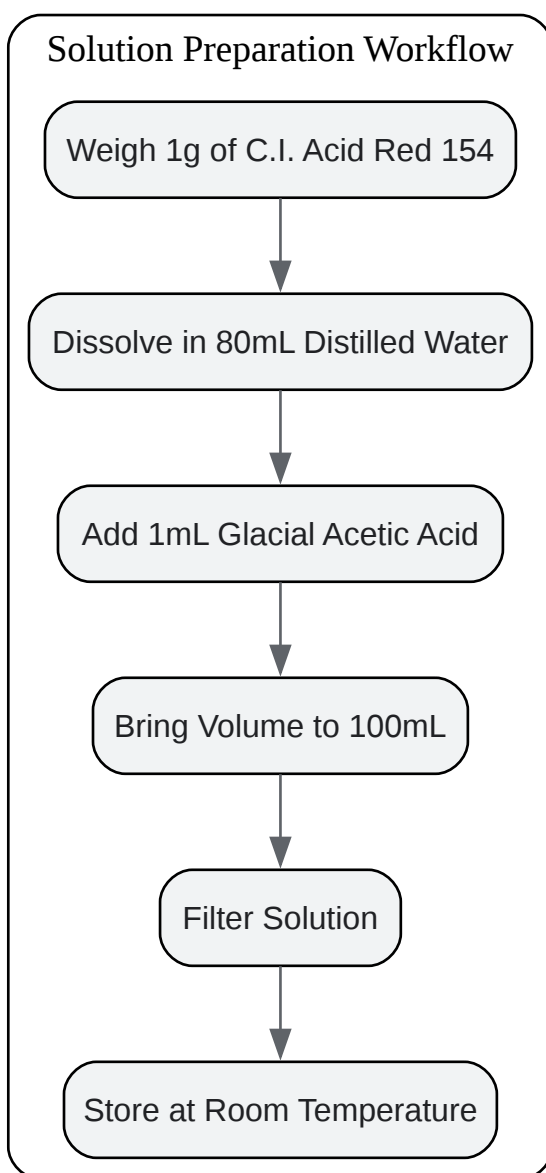 Solution Preparation Workflow
Weigh 1g of C.I. Acid Red 154
Dissolve in 80mL Distilled Water
Add 1mL Glacial Acetic Acid
Bring Volume to 100mL
Filter Solution
Store at Room Temperature